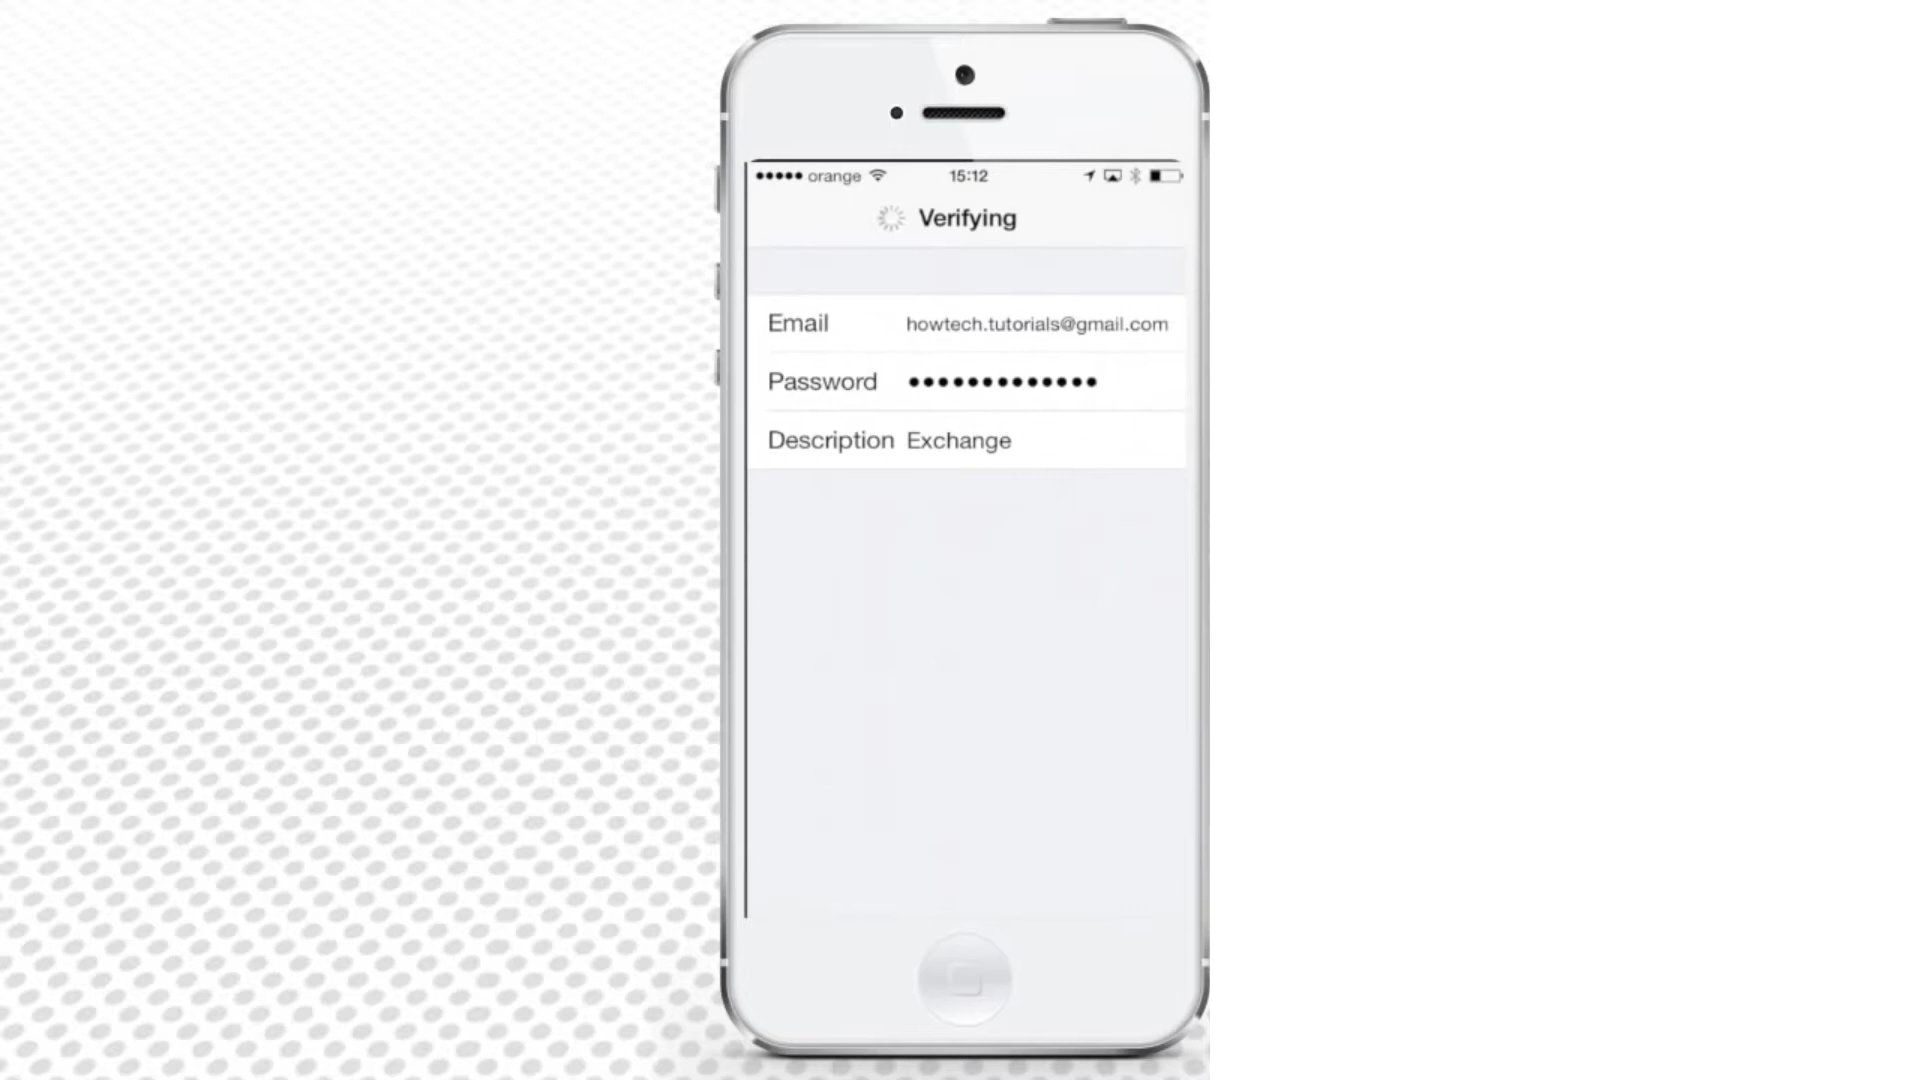 orange 15:12
Verifying
Email howtech.tutorials@gmail.com
Password •••••••••••••
Description Exchange